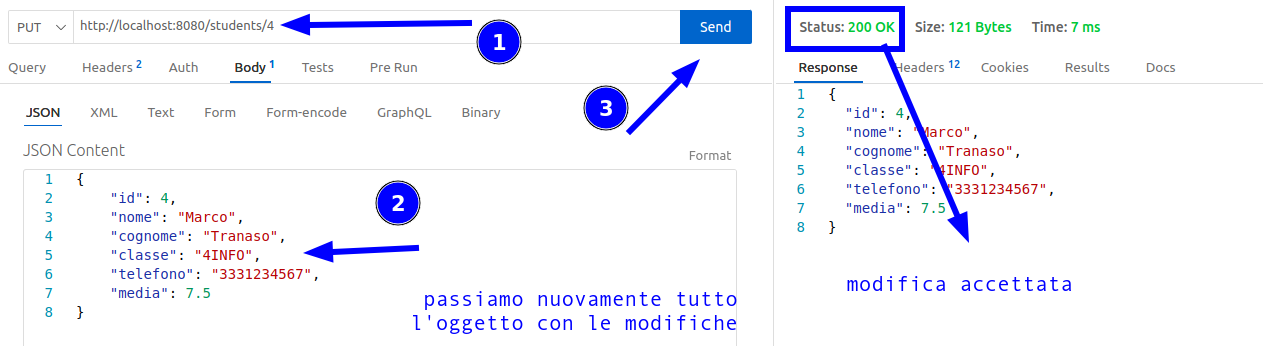 PUT http://localhost:8080/students/4 Send
1
Query Headers 2 Auth Body 1 Tests Pre Run
3
JSON XML Text Form Form-encode GraphQL Binary
JSON Content Format
1 {
2 "id": 4,
3 "nome": "Marco",
4 "cognome": "Tranaso",
5 "classe": "4INFO",
6 "telefono": "3331234567",
7 "media": 7.5
8 }
2
passiamo nuovamente tutto
l'oggetto con le modifiche
Status: 200 OK Size: 121 Bytes Time: 7 ms
Response Headers 12 Cookies Results Docs
1 {
2 "id": 4,
3 "nome": "Marco",
4 "cognome": "Tranaso",
5 "classe": "4INFO",
6 "telefono": "3331234567",
7 "media": 7.5
8 }
modifica accettata